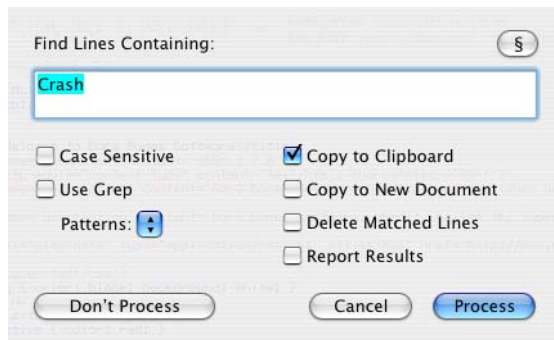 Find Lines Containing: §
Crash
Case Sensitive
Use Grep
Patterns:
Copy to Clipboard
Copy to New Document
Delete Matched Lines
Report Results
Don't Process Cancel Process